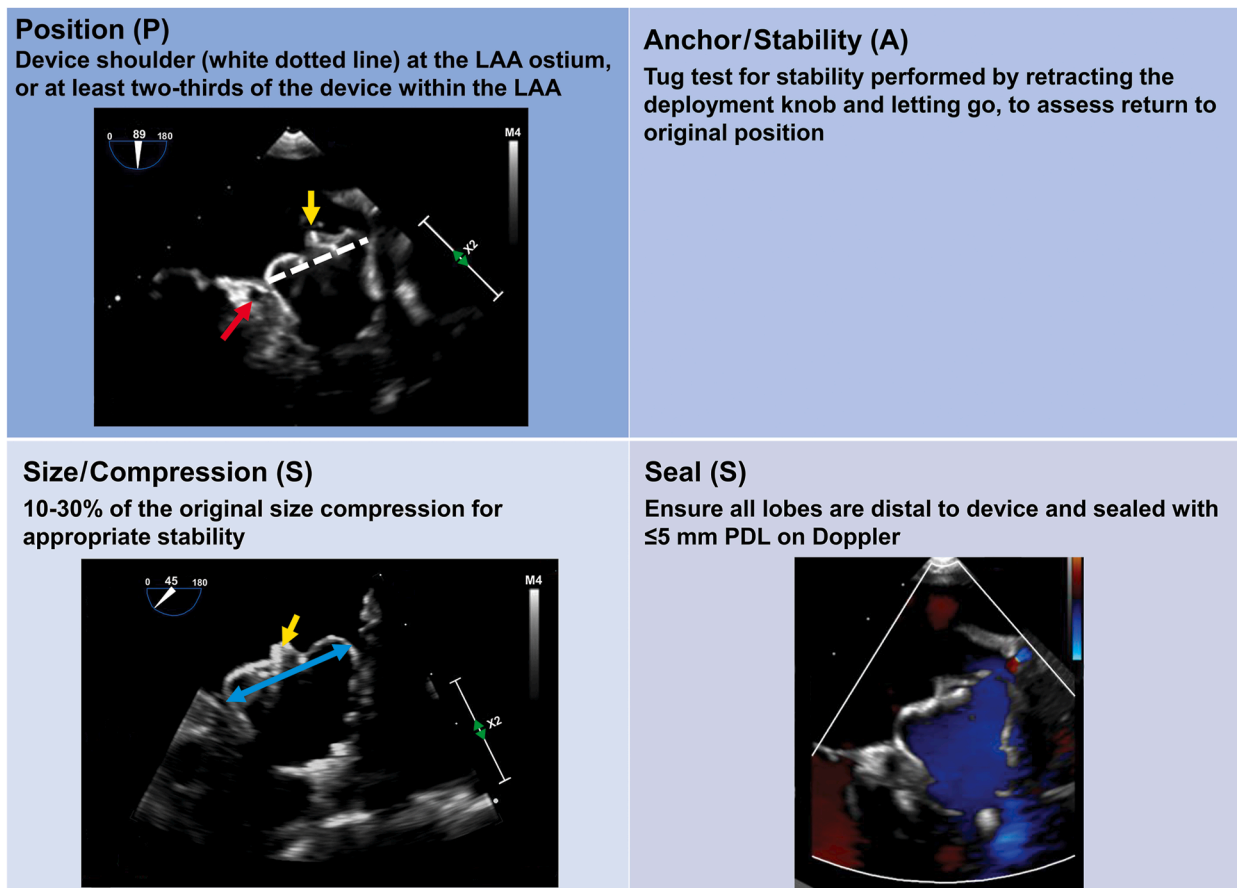 Position (P)
Device shoulder (white dotted line) at the LAA ostium,
or at least two-thirds of the device within the LAA
0 89 180
M4
X2
Anchor/Stability (A)
Tug test for stability performed by retracting the
deployment knob and letting go, to assess return to
original position
Size/Compression (S)
10-30% of the original size compression for
appropriate stability
0 45 180
M4
X2
Seal (S)
Ensure all lobes are distal to device and sealed with
≤5 mm PDL on Doppler